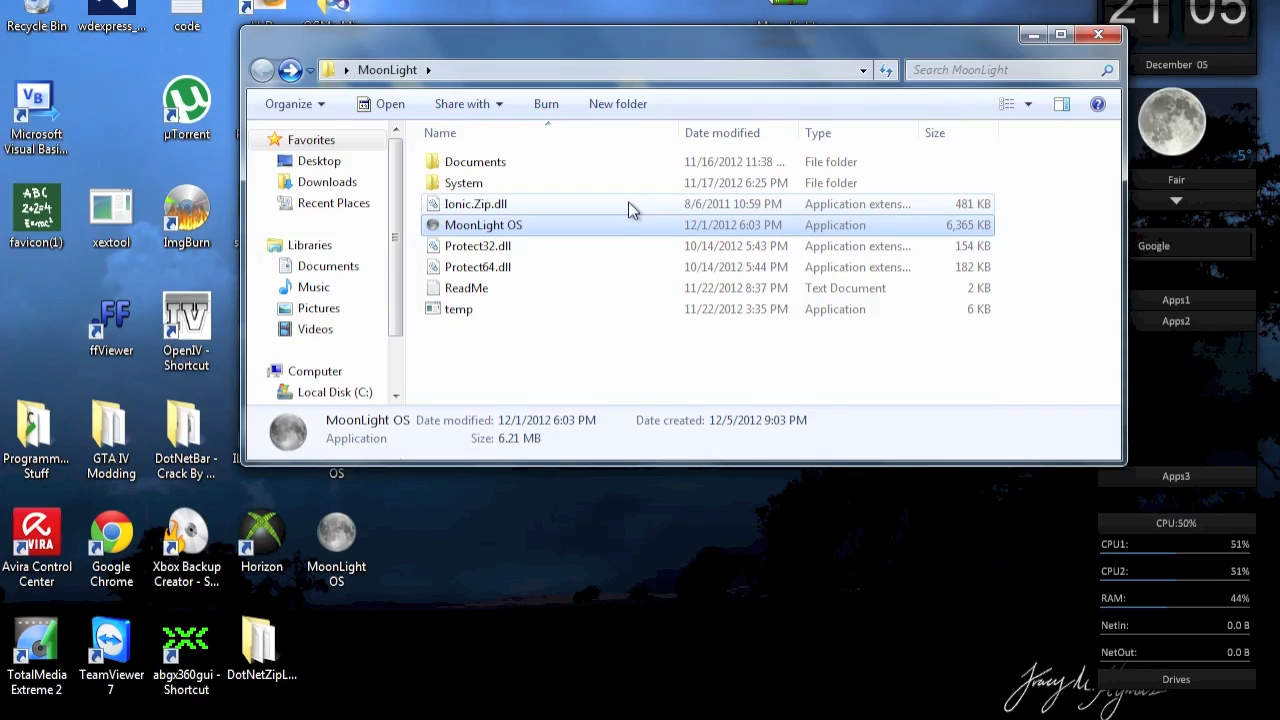 Recycle Bin
wdexpress_...
code
Microsoft
Visual Basi...
µTorrent
ABC
2+2=4
favicon(1)
xextool
ImgBurn
ffViewer
OpenIV -
Shortcut
Programm...
Stuff
GTA IV
Modding
DotNetBar -
Crack By ...
OS
Avira Control
Center
Google
Chrome
Xbox Backup
Creator - S...
Horizon
MoonLight
OS
TotalMedia
Extreme 2
TeamViewer
7
abgx360gui -
Shortcut
DotNetZipL...
MoonLight
Search MoonLight
Organize
Open
Share with
Burn
New folder
Favorites
Desktop
Downloads
Recent Places
Libraries
Documents
Music
Pictures
Videos
Computer
Local Disk (C:)
Name Date modified Type Size
Documents 11/16/2012 11:38 ... File folder
System 11/17/2012 6:25 PM File folder
Ionic.Zip.dll 8/6/2011 10:59 PM Application extens... 481 KB
MoonLight OS 12/1/2012 6:03 PM Application 6,365 KB
Protect32.dll 10/14/2012 5:43 PM Application extens... 154 KB
Protect64.dll 10/14/2012 5:44 PM Application extens... 182 KB
ReadMe 11/22/2012 8:37 PM Text Document 2 KB
temp 11/22/2012 3:35 PM Application 6 KB
MoonLight OS Date modified: 12/1/2012 6:03 PM Date created: 12/5/2012 9:03 PM
Application Size: 6.21 MB
21 05
December 05
-5°
Fair
Google
Apps1
Apps2
Apps3
CPU:50%
CPU1: 51%
CPU2: 51%
RAM: 44%
NetIn: 0.0 B
NetOut: 0.0 B
Drives